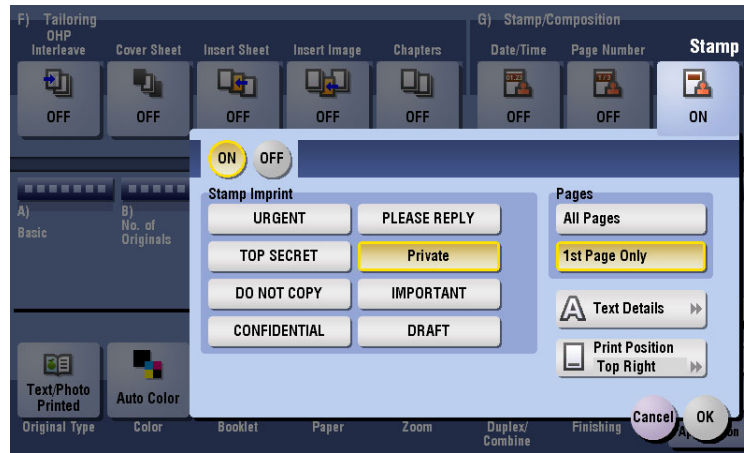 F) Tailoring
G) Stamp/Composition
OHP
Interleave
Cover Sheet
Insert Sheet
Insert Image
Chapters
Date/Time
Page Number
Stamp
OFF
OFF
OFF
OFF
OFF
OFF
OFF
ON
ON
OFF
Stamp Imprint
Pages
URGENT
PLEASE REPLY
All Pages
TOP SECRET
Private
1st Page Only
DO NOT COPY
IMPORTANT
Text Details
CONFIDENTIAL
DRAFT
Print Position
Top Right
A)
Basic
B)
No. of
Originals
Text/Photo
Printed
Auto Color
Cancel
OK
Original Type
Color
Booklet
Paper
Zoom
Duplex/
Combine
Finishing